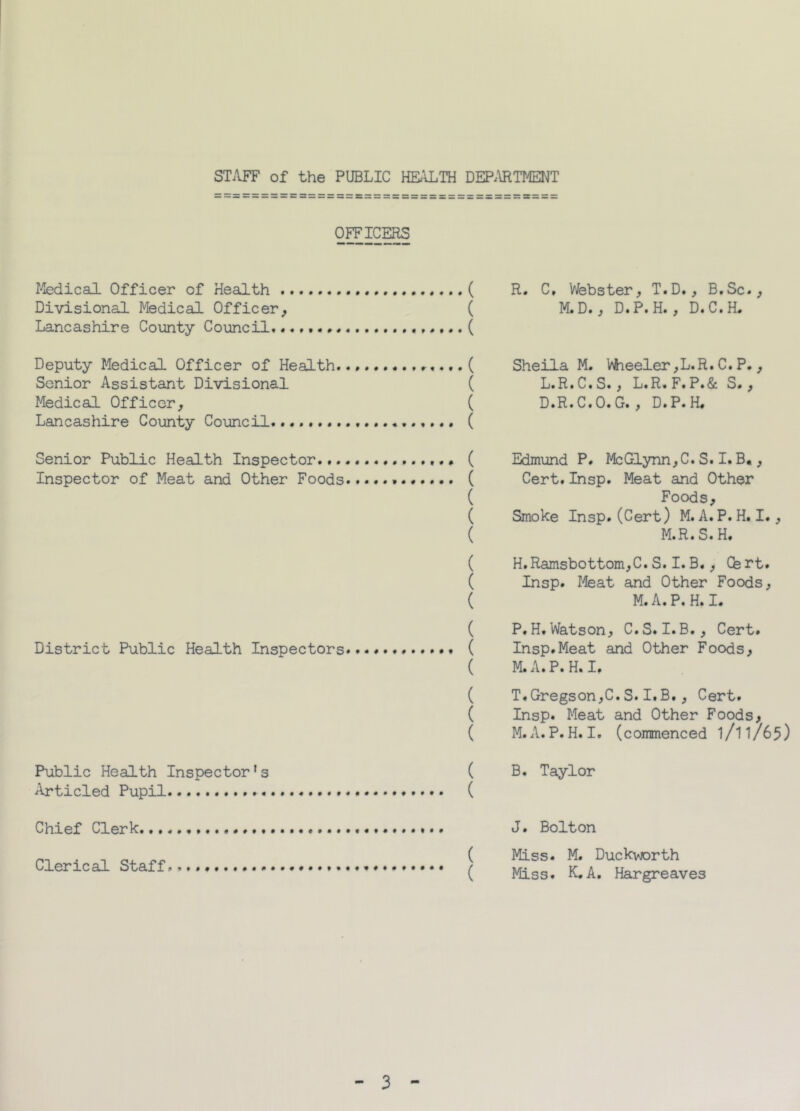 STAFF of the PUBLIC HEALTH DEPARTMENT
OFFICERS
Medical Officer of Health ....................( R. C. Webster, T.D., B.Sc.,
Divisional Medical Officer, ( M.D., D.P.H., D.C.H.
Lancashire County Council.....................(
Deputy Medical Officer of Health..............( Sheila M. Wheeler,L.R.C.P.,
Senior Assistant Divisional ( L.R.C.S., L.R.F.P.& S.,
Medical Officer, ( D.R.C.O.G., D.P.H.
Lancashire County Council.................... (
Senior Public Health Inspector............... ( Edmund P. McGlynn,C.S.I.B.,
Inspector of Meat and Other Foods............ ( Cert.Insp. Meat and Other
( Foods,
( Smoke Insp.(Cert) M.A.P.H.I.,
( M.R.S.H.
( H.Ramsbottom,C.S.I.B., Cert.
( Insp. Meat and Other Foods,
( M.A.P.H.I.
( P.H.Watson, C.S.I.B., Cert.
District Public Health Inspectors............ ( Insp.Meat and Other Foods,
( M.A.P.H.I.
( T.Gregson,C.S.I.B., Cert.
( Insp. Meat and Other Foods,
( M.A.P.H.I. (commenced 1/11/65)
Public Health Inspector's ( B. Taylor
Articled Pupil.............................. (
Chief Clerk................................. J. Bolton
( Miss. M. Duckworth
Clerical Staff.............................. ( Miss. K.A. Hargreaves
- 3 -